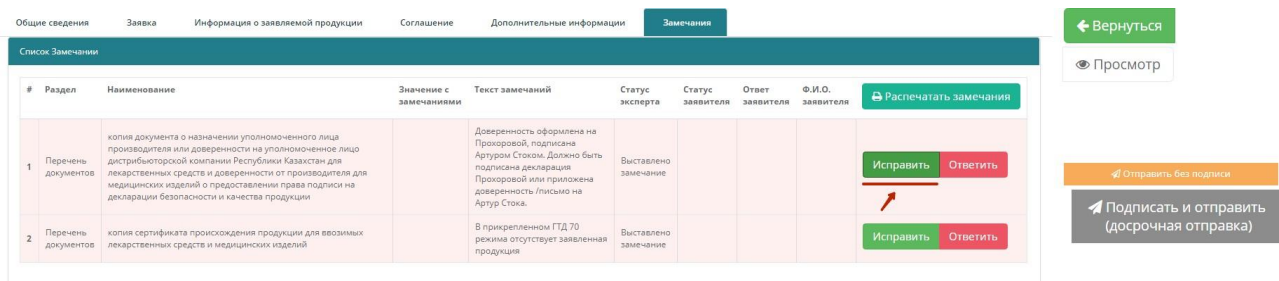 Общие сведения Заявка Информация о заявляемой продукции Соглашение Дополнительные информации Замечания
Вернуться
Просмотр
Список Замечании
# Раздел Наименование Значение с замечаниями Текст замечаний Статус эксперта Статус заявителя Ответ заявителя Ф.И.О. заявителя Распечатать замечания
1 Перечень документов
копия документа о назначении уполномоченного лица
производителя или доверенности на уполномоченное лицо
дистрибьюторской компании Республики Казахстан для
лекарственных средств и доверенности от производителя для
медицинских изделий о предоставлении права подписи на
декларации безопасности и качества продукции
Доверенность оформлена на
Прохоровой, подписана
Артуром Стоком. Должно быть
подписана декларация
Прохоровой или приложена
доверенность /письмо на
Артур Стока.
Выставлено
замечание
Исправить Ответить
2 Перечень документов
копия сертификата происхождения продукции для ввозимых
лекарственных средств и медицинских изделий
В прикрепленном ГТД 70
режима отсутствует заявленная
продукция
Выставлено
замечание
Исправить Ответить
Отправить без подписи
Подписать и отправить
(досрочная отправка)